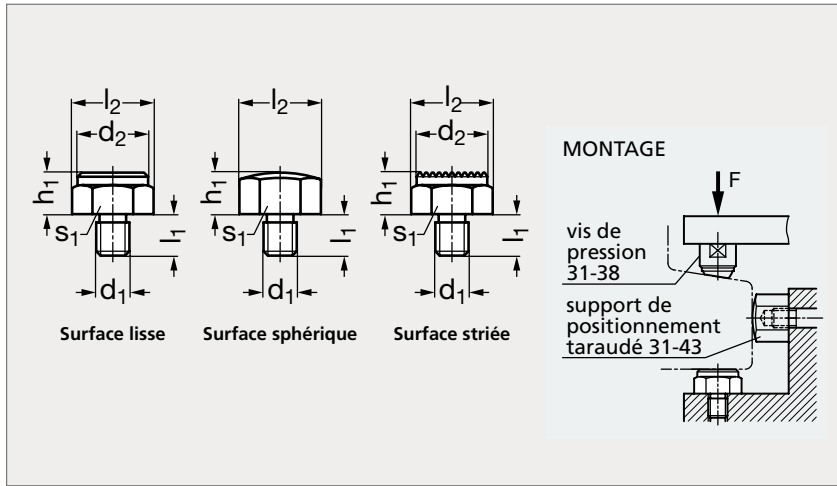 l2 l2 l2
d2 d2
h1 h1 h1
s1 s1 s1
l1 l1 l1
d1 d1 d1
Surface lisse
Surface sphérique
Surface striée
MONTAGE
F
vis de
pression
31-38
support de
positionnement
taraudé 31-43